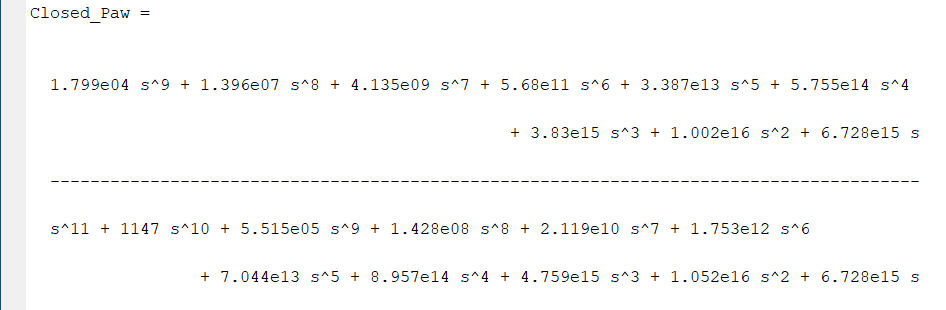 Closed_Paw =
1.799e04 s^9 + 1.396e07 s^8 + 4.135e09 s^7 + 5.68e11 s^6 + 3.387e13 s^5 + 5.755e14 s^4
+ 3.83e15 s^3 + 1.002e16 s^2 + 6.728e15 s
---------------------------------------------------------------------------------------
s^11 + 1147 s^10 + 5.515e05 s^9 + 1.428e08 s^8 + 2.119e10 s^7 + 1.753e12 s^6
+ 7.044e13 s^5 + 8.957e14 s^4 + 4.759e15 s^3 + 1.052e16 s^2 + 6.728e15 s